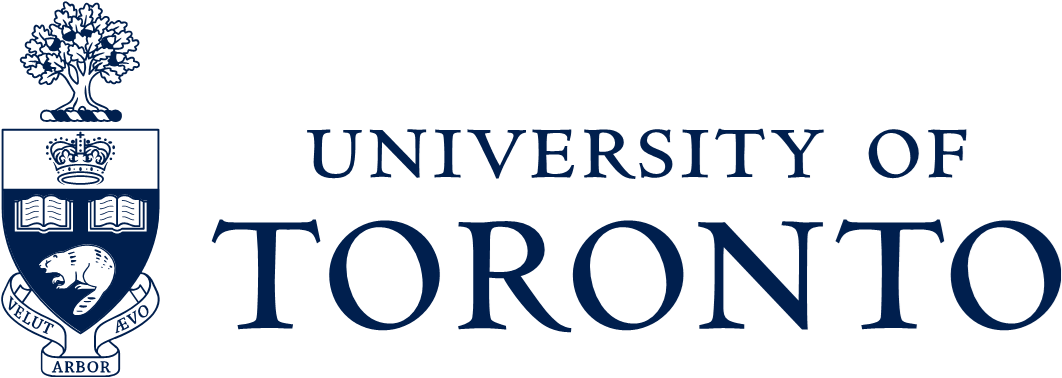 UNIVERSITY OF
TORONTO
VELUT
ARBOR
ÆVO